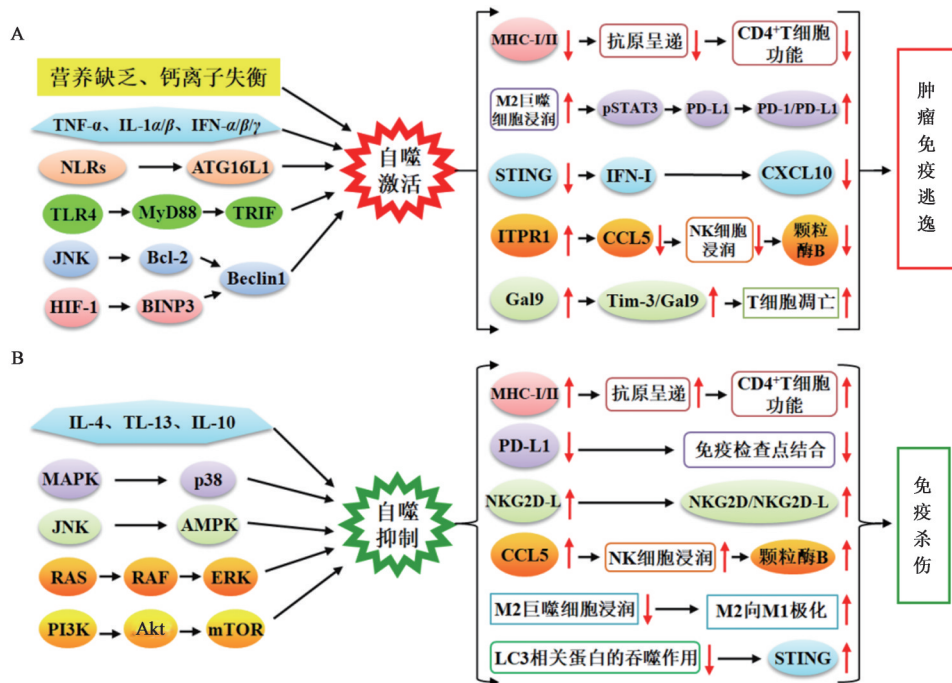 A
营养缺乏、钙离子失衡
TNF-α、IL-1α/β、IFN-α/β/γ
NLRs
ATG16L1
TLR4
MyD88
TRIF
JNK
Bcl-2
Beclin1
HIF-1
BINP3
自噬
激活
MHC-I/II
抗原呈递
CD4⁺T细胞
功能
M2巨噬
细胞浸润
pSTAT3
PD-L1
PD-1/PD-L1
STING
IFN-I
CXCL10
ITPR1
CCL5
NK细胞
浸润
颗粒
酶B
Gal9
Tim-3/Gal9
T细胞凋亡
肿瘤免疫逃逸
B
IL-4、TL-13、IL-10
MAPK
p38
JNK
AMPK
RAS
RAF
ERK
PI3K
Akt
mTOR
自噬
抑制
MHC-I/II
抗原呈递
CD4⁺T细胞
功能
PD-L1
免疫检查点结合
NKG2D-L
NKG2D/NKG2D-L
CCL5
NK细胞浸润
颗粒酶B
M2巨噬细胞浸润
M2向M1极化
LC3相关蛋白的吞噬作用
STING
免疫杀伤